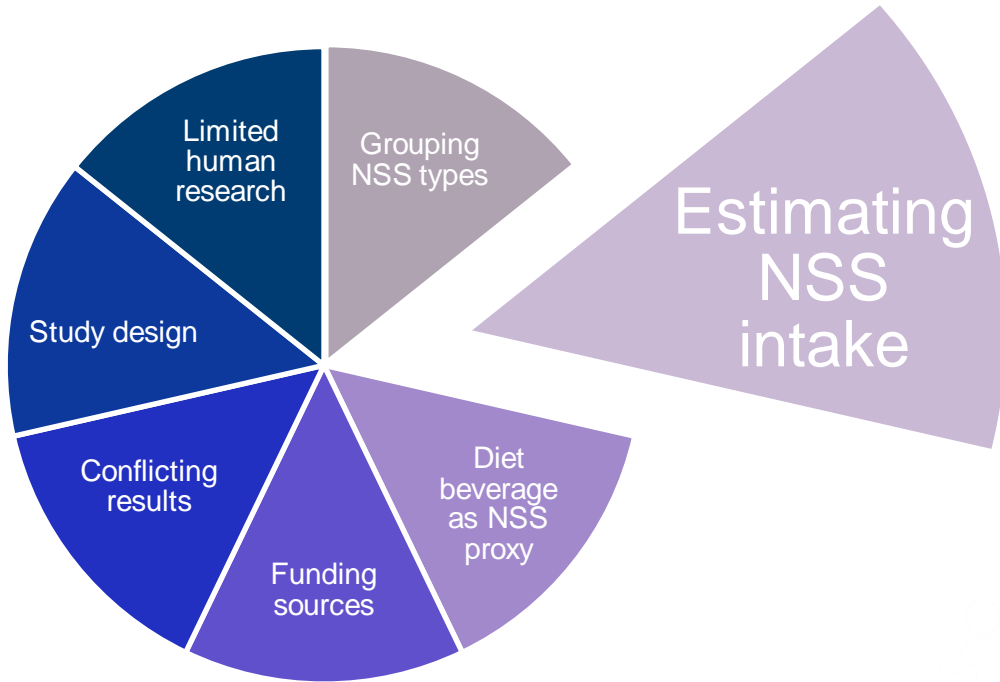 Limited
human
research
Grouping
NSS types
Estimating
NSS
intake
Study design
Conflicting
results
Funding
sources
Diet
beverage
as NSS
proxy